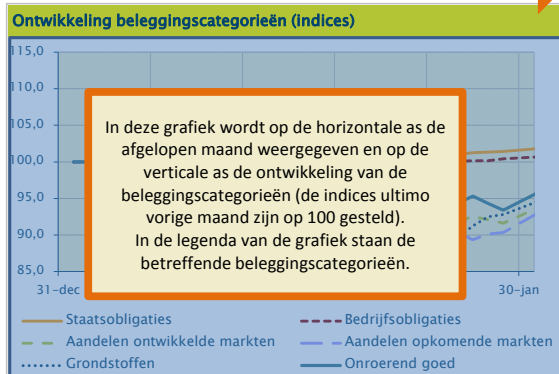 Ontwikkeling beleggingscategorieën (indices)
115,0
110,0
105,0
100,0
95,0
90,0
85,0
In deze grafiek wordt op de horizontale as de
afgelopen maand weergegeven en op de
verticale as de ontwikkeling van de
beleggingscategorieën (de indices ultimo
vorige maand zijn op 100 gesteld).
In de legenda van de grafiek staan de
betreffende beleggingscategorieën.
31-dec 30-jan
Staatsobligaties Bedrijfsobligaties
Aandelen ontwikkelde markten Aandelen opkomende markten
Grondstoffen Onroerend goed